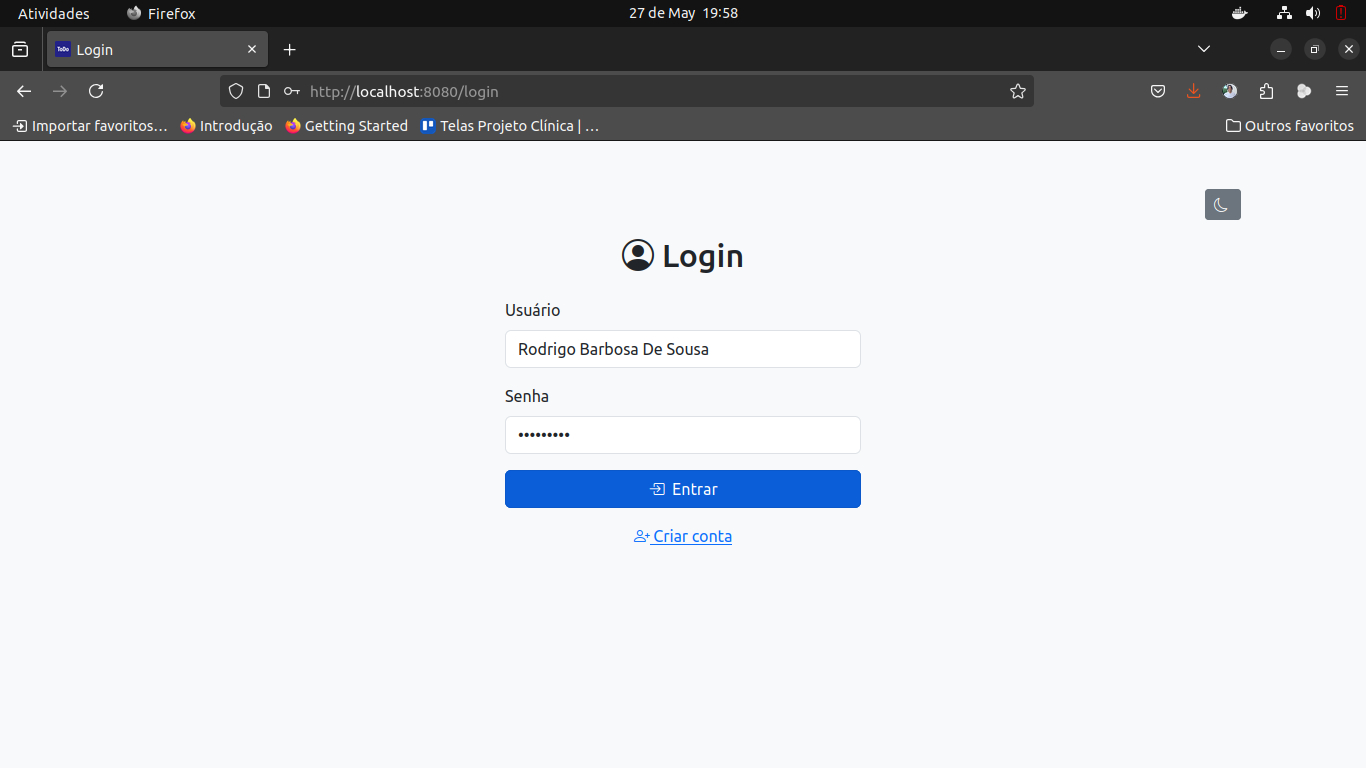 Atividades Firefox 27 de May 19:58
ToDo Login
http://localhost:8080/login
Importar favoritos... Introdução Getting Started Telas Projeto Clínica | ... Outros favoritos
Login
Usuário
Rodrigo Barbosa De Sousa
Senha
•••••••••
Entrar
Criar conta